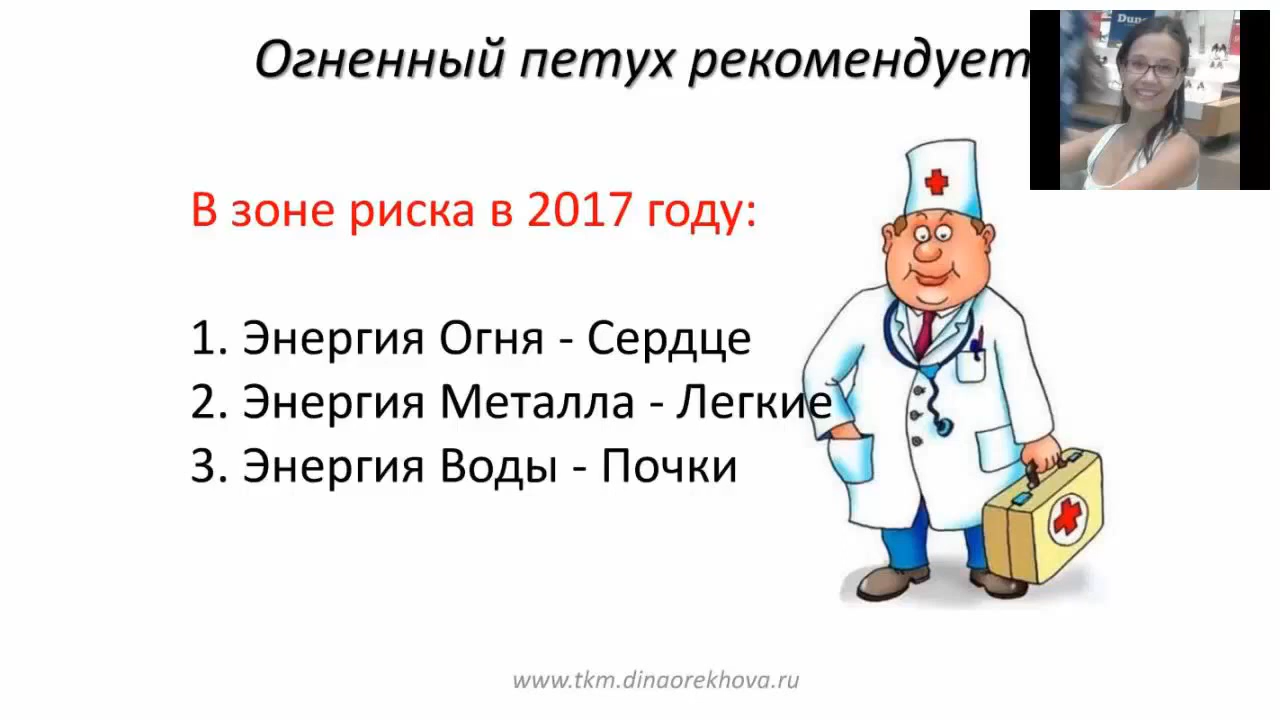 Огненный петух рекомендует
В зоне риска в 2017 году:
1. Энергия Огня - Сердце
2. Энергия Металла - Легкие
3. Энергия Воды - Почки
www.tkm.dinaorekhova.ru